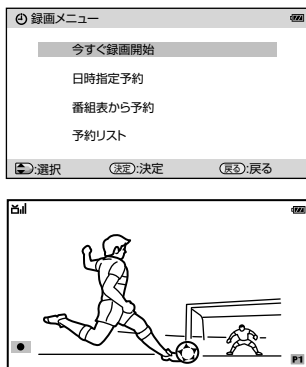 録画メニュー
今すぐ録画開始
日時指定予約
番組表から予約
予約リスト
:選択 決定:決定 戻る:戻る
P1